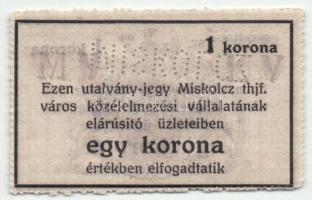 1 korona
Ezen utalvány-jegy Miskolcz thjf.
város közélelmezési vállalatának
elárúsító üzleteiben
egy korona
értékben elfogadtatik